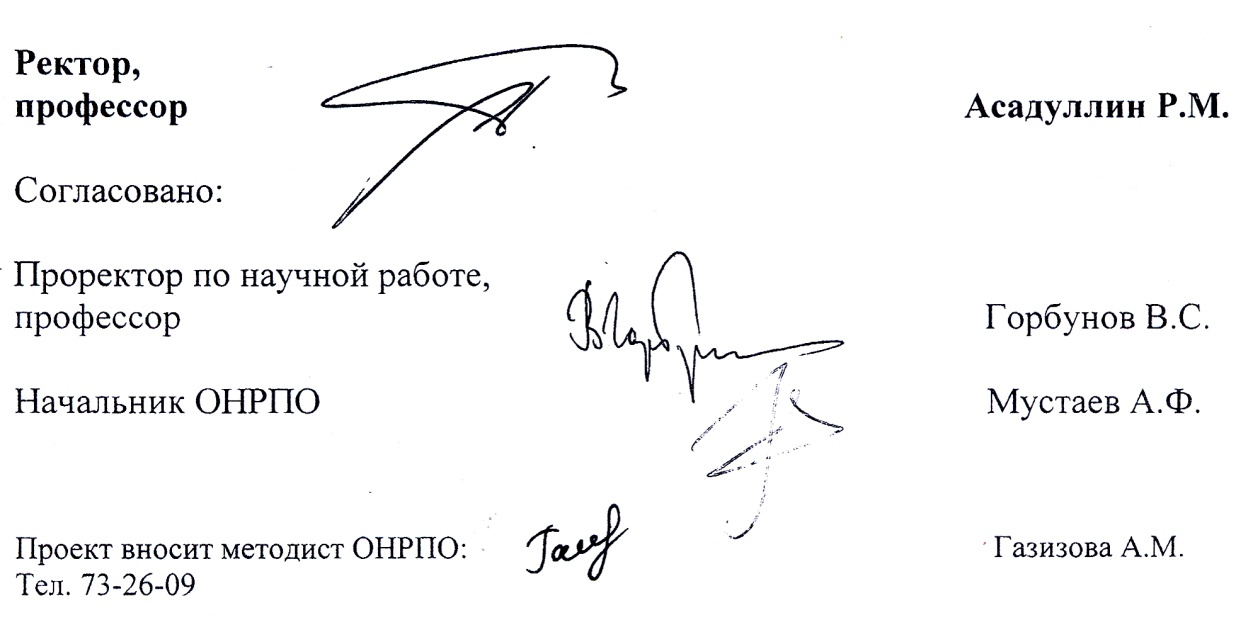 Ректор,
профессор Асадуллин Р.М.
Согласовано:
Проректор по научной работе,
профессор Горбунов В.С.
Начальник ОНРПО Мустаев А.Ф.
Проект вносит методист ОНРПО: Газизова А.М.
Тел. 73-26-09